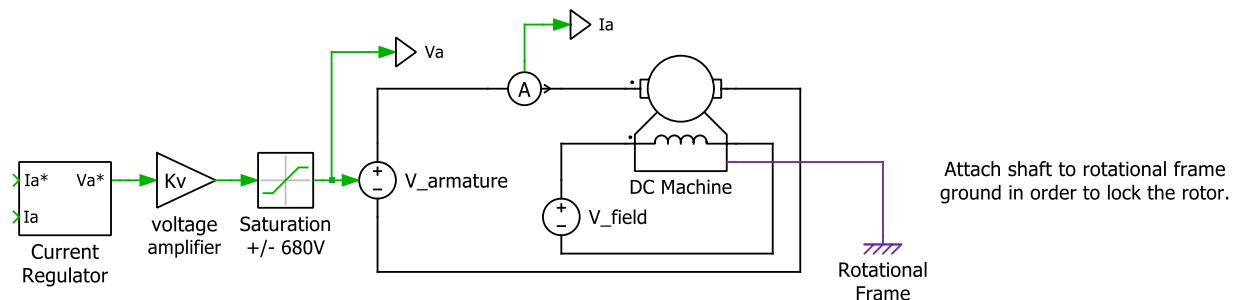 Ia
Va
A
Ia*
Va*
Ia
Kv
V_armature
Attach shaft to rotational frame
ground in order to lock the rotor.
DC Machine
V_field
voltage
amplifier
Saturation
+/- 680V
Current
Regulator
Rotational
Frame